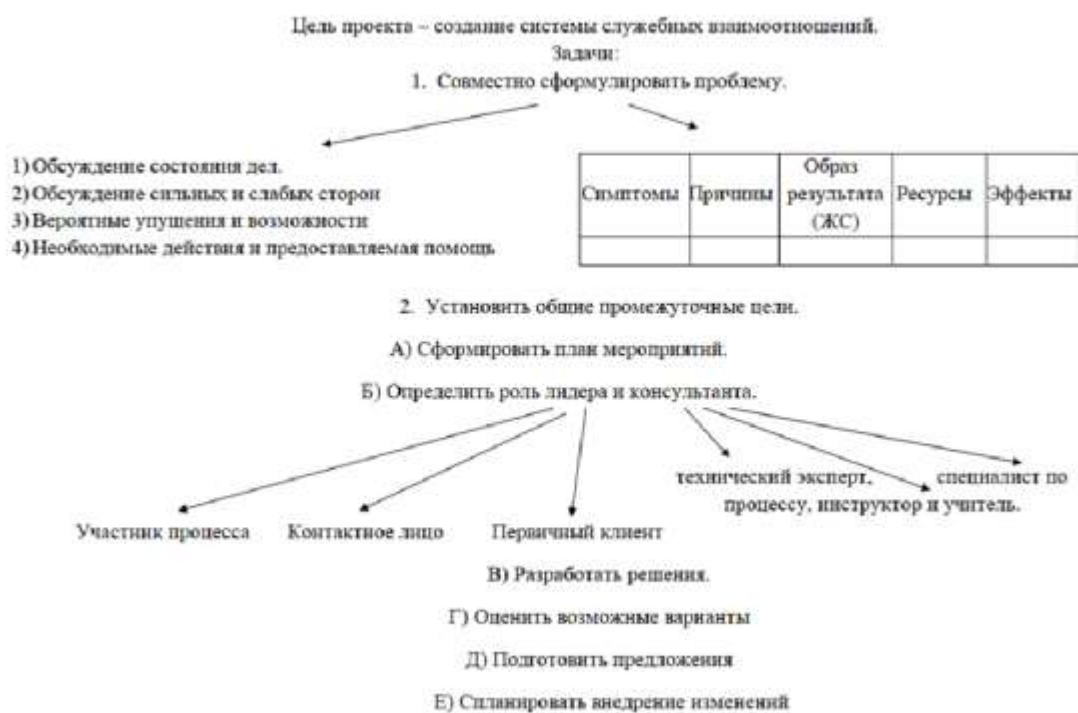 Цель проекта – создание системы служебных взаимоотношений.
Задачи:
1. Совместно сформулировать проблему.
1) Обсуждение состояния дел.
2) Обсуждение сильных и слабых сторон
3) Вероятные упущения и возможности
4) Необходимые действия и предоставляемая помощь
Симптомы Причины Образ результата (ЖС) Ресурсы Эффекты
2. Установить общие промежуточные цели.
А) Сформировать план мероприятий.
Б) Определить роль лидера и консультанта.
технический эксперт, специалист по
процессу, инструктор и учитель.
Участник процесса Контактное лицо Первичный клиент
В) Разработать решения.
Г) Оценить возможные варианты
Д) Подготовить предложения
Е) Спланировать внедрение изменений